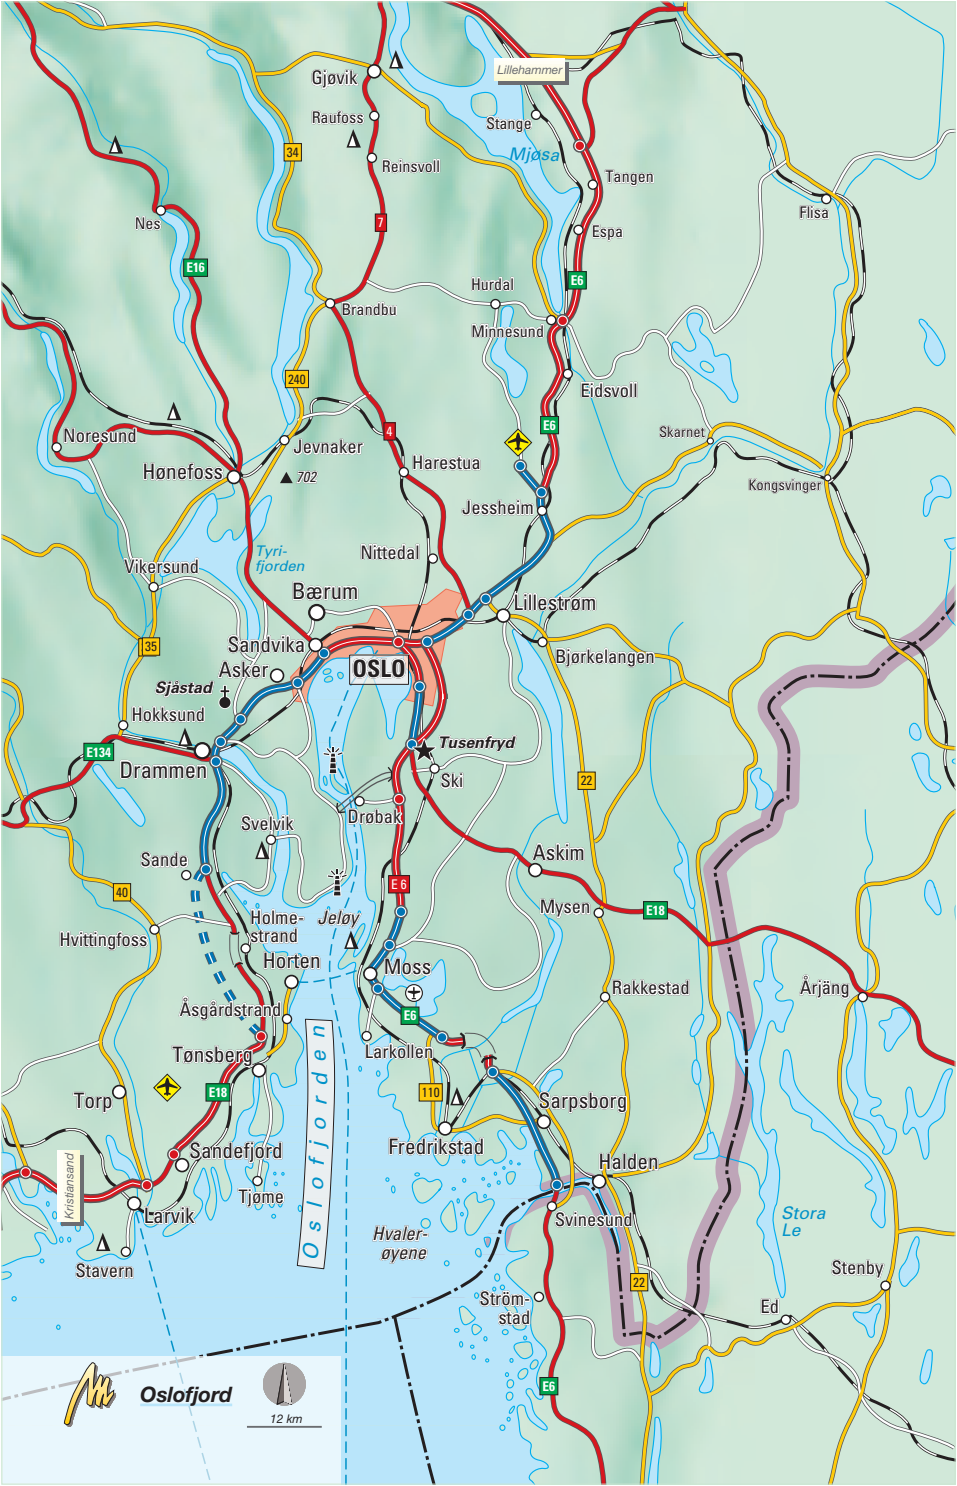 Gjøvik
Lillehammer
Raufoss
Stange
34
Mjøsa
Reinsvoll
Tangen
Flisa
Nes
7
Espa
E16
E6
Hurdal
Brandbu
Minnesund
240
Eidsvoll
E6
4
Skarnet
Noresund
Jevnaker
Harestua
Hønefoss
702
Kongsvinger
Jessheim
Tyri-
fjorden
Nittedal
Vikersund
Bærum
Lillestrøm
35
Sandvika
Bjørkelangen
Asker
OSLO
Sjåstad
Hokksund
E134
Tusenfryd
Drammen
Ski
22
Drøbak
Svelvik
Sande
Askim
40
E 6
Mysen
E18
Hvittingfoss
Holme-
strand
Jeløy
Horten
Moss
Rakkestad
Årjäng
Åsgårdstrand
E6
Oslofjorden
Larkollen
Tønsberg
E18
110
Torp
Sarpsborg
Fredrikstad
Sandefjord
Halden
Kristiansand
Tjøme
Larvik
Svinesund
Stora
Le
Hvaler-
øyene
Stavern
Stenby
22
Ström-
stad
Ed
E6
Oslofjord
12 km